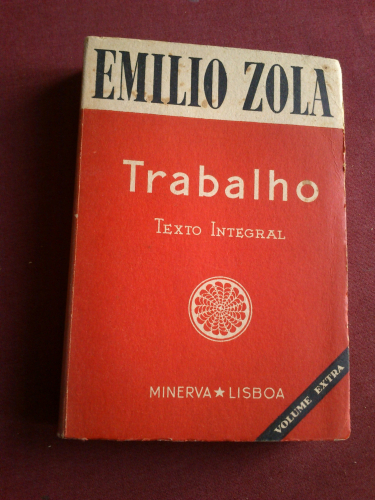 EMILIO ZOLA
Trabalho
TEXTO INTEGRAL
MINERVA ★ LISBOA
VOLUME EXTRA